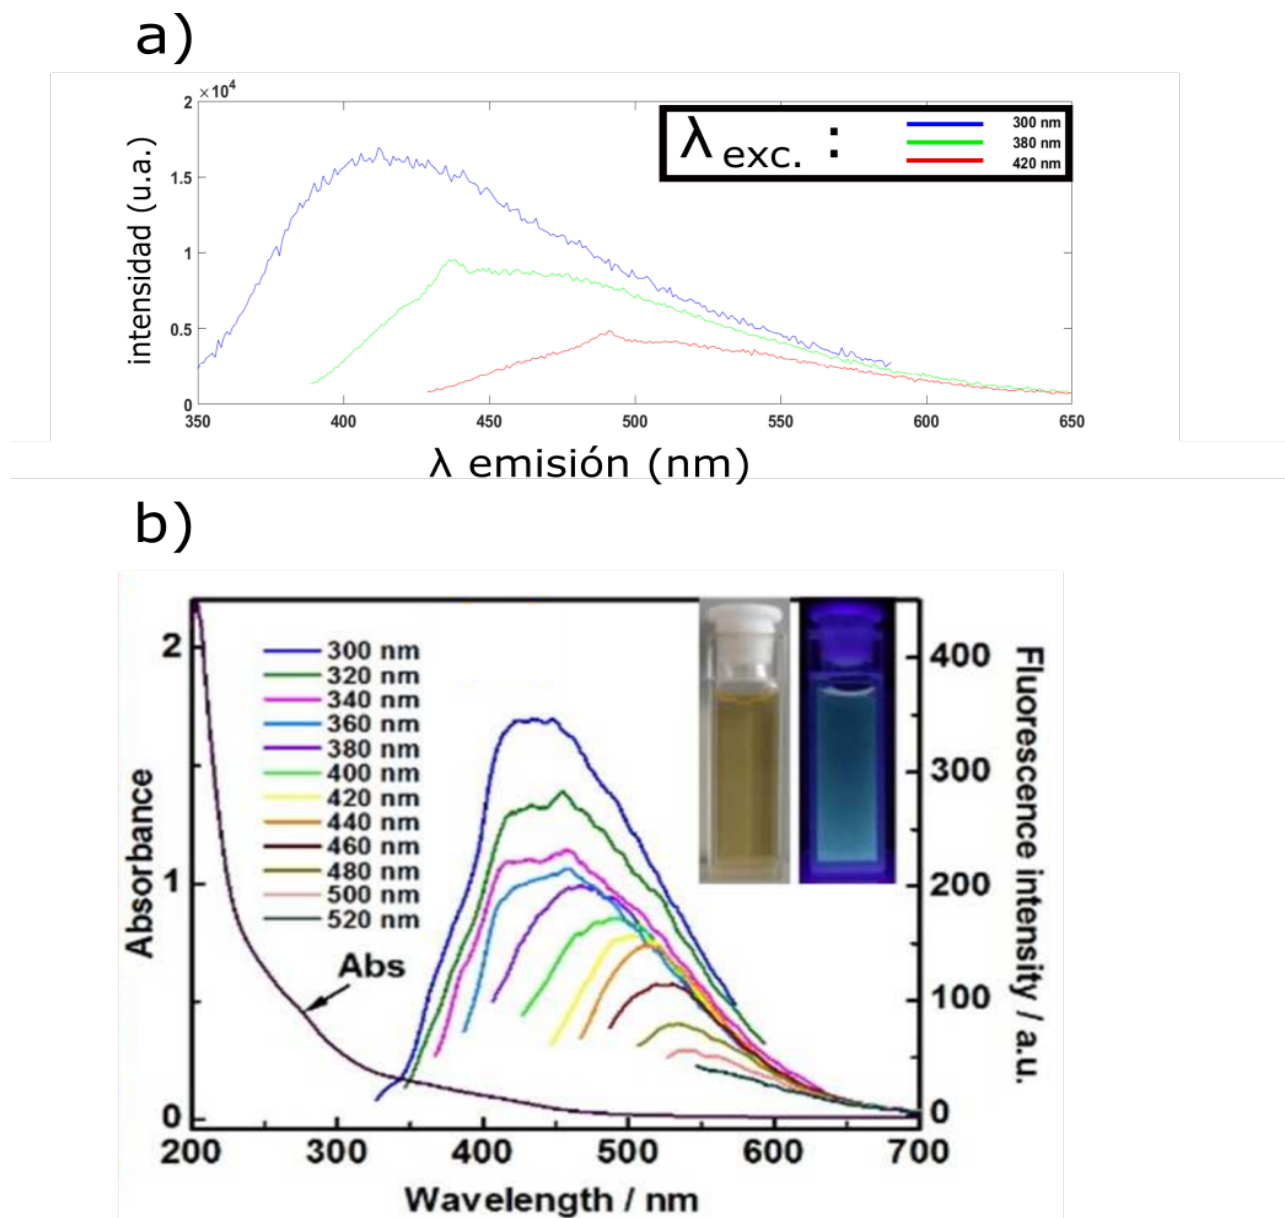 a)
×10⁴
2
1.5
1
0.5
0
intensidad (u.a.)
λ exc. :
300 nm
380 nm
420 nm
350 400 450 500 550 600 650
λ emisión (nm)
b)
2
1
0
Absorbance
300 nm
320 nm
340 nm
360 nm
380 nm
400 nm
420 nm
440 nm
460 nm
480 nm
500 nm
520 nm
Abs
400
300
200
100
0
Fluorescence intensity / a.u.
200 300 400 500 600 700
Wavelength / nm